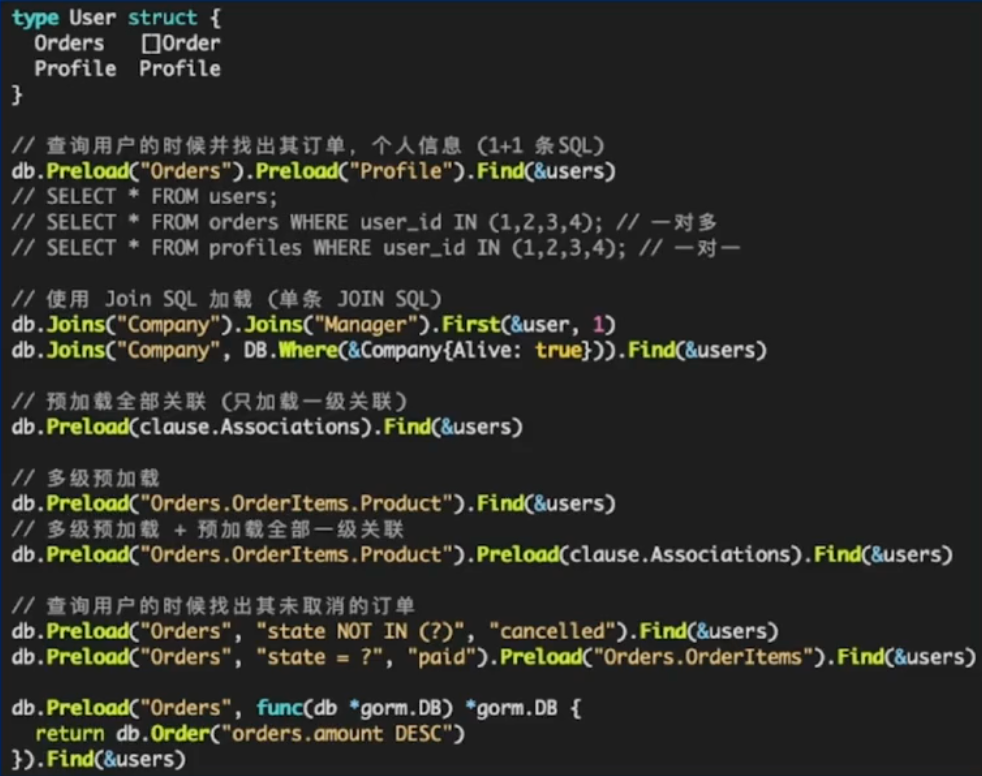 type User struct {
  Orders   []Order
  Profile  Profile
}

// 查询用户的时候并找出其订单，个人信息 (1+1 条SQL)
db.Preload("Orders").Preload("Profile").Find(&users)
// SELECT * FROM users;
// SELECT * FROM orders WHERE user_id IN (1,2,3,4); // 一对多
// SELECT * FROM profiles WHERE user_id IN (1,2,3,4); // 一对一

// 使用 Join SQL 加载 (单条 JOIN SQL)
db.Joins("Company").Joins("Manager").First(&user, 1)
db.Joins("Company", DB.Where(&Company{Alive: true})).Find(&users)

// 预加载全部关联 (只加载一级关联)
db.Preload(clause.Associations).Find(&users)

// 多级预加载
db.Preload("Orders.OrderItems.Product").Find(&users)
// 多级预加载 + 预加载全部一级关联
db.Preload("Orders.OrderItems.Product").Preload(clause.Associations).Find(&users)

// 查询用户的时候找出其未取消的订单
db.Preload("Orders", "state NOT IN (?)", "cancelled").Find(&users)
db.Preload("Orders", "state = ?", "paid").Preload("Orders.OrderItems").Find(&users)

db.Preload("Orders", func(db *gorm.DB) *gorm.DB {
  return db.Order("orders.amount DESC")
}).Find(&users)